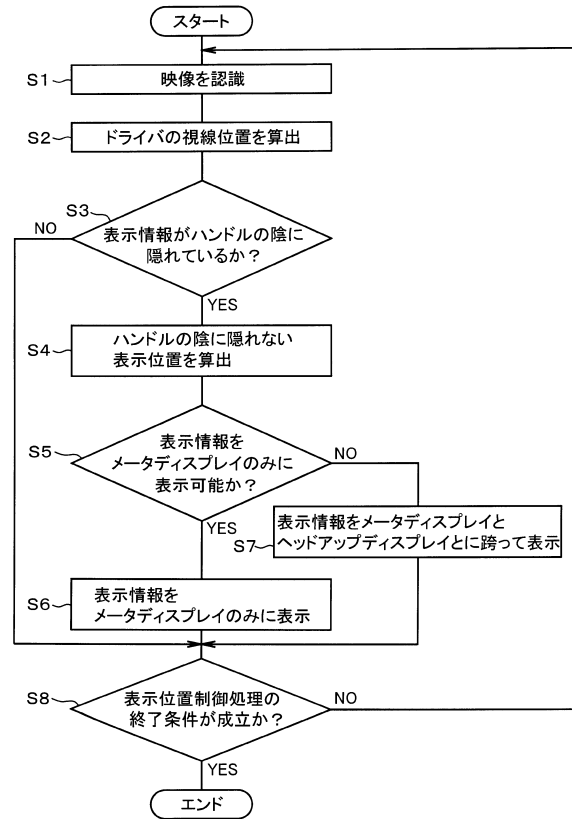 スタート
S1
映像を認識
S2
ドライバの視線位置を算出
S3
NO
表示情報がハンドルの陰に
隠れているか？
YES
S4
ハンドルの陰に隠れない
表示位置を算出
S5
表示情報を
メータディスプレイのみに
表示可能か？
NO
YES
S7
表示情報をメータディスプレイと
ヘッドアップディスプレイとに跨って表示
S6
表示情報を
メータディスプレイのみに表示
S8
表示位置制御処理の
終了条件が成立か？
NO
YES
エンド